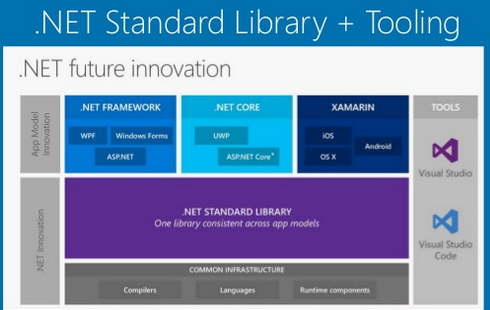 .NET Standard Library + Tooling
.NET future innovation
App Model
Innovation
.NET FRAMEWORK
WPF
Windows Forms
ASP.NET
.NET CORE
UWP
ASP.NET Core*
XAMARIN
iOS
OS X
Android
TOOLS
Visual Studio
Visual Studio
Code
.NET Innovation
.NET STANDARD LIBRARY
One library consistent across app models
COMMON INFRASTRUCTURE
Compilers
Languages
Runtime components